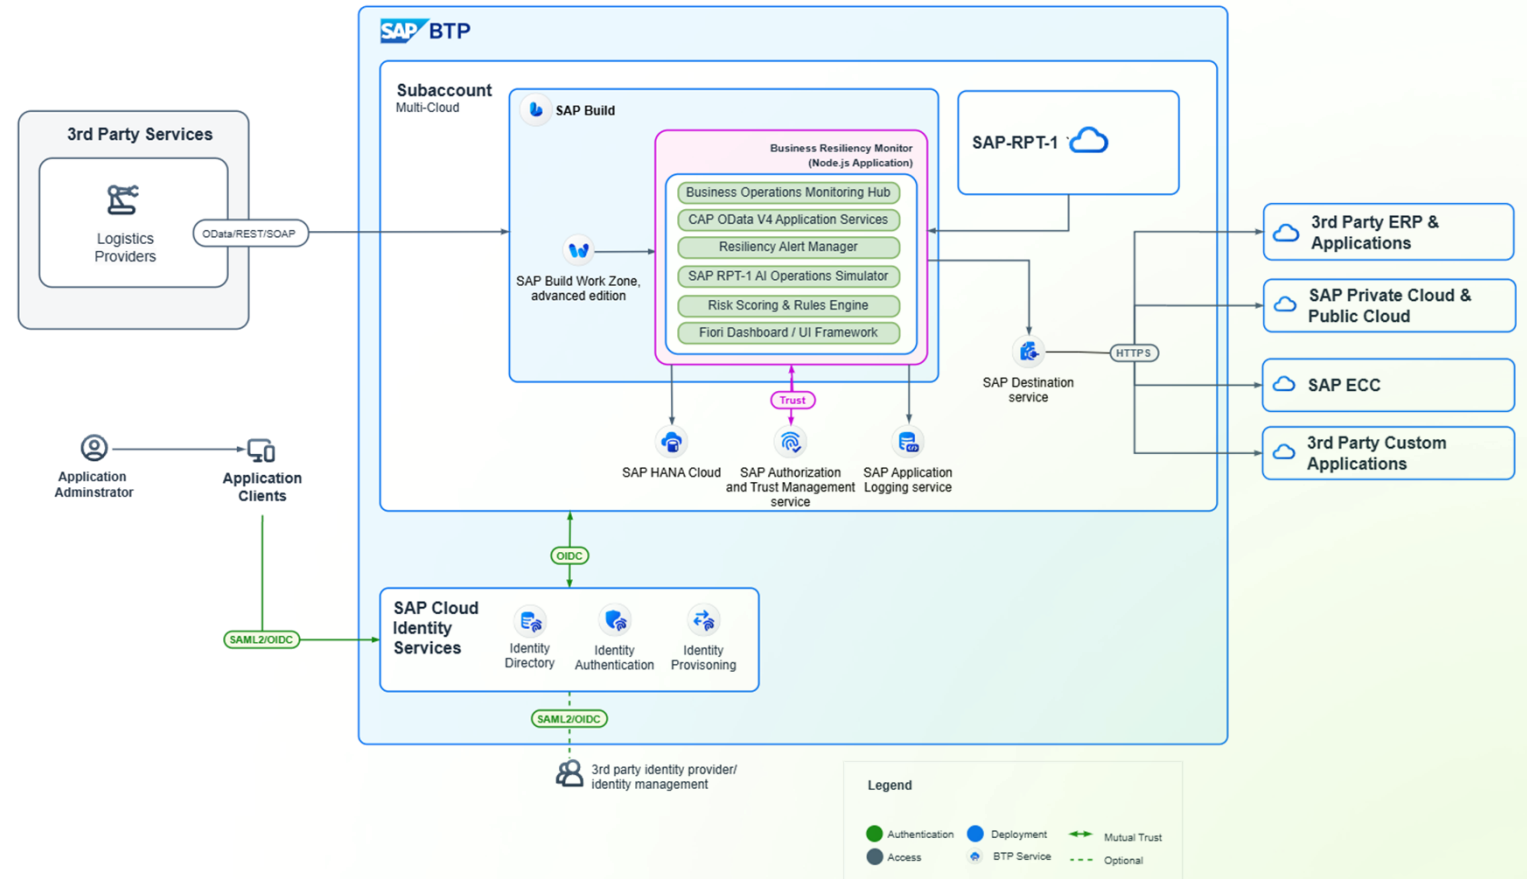 SAP BTP
Subaccount
Multi-Cloud
SAP Build
3rd Party Services
Logistics
Providers
OData/REST/SOAP
SAP Build Work Zone,
advanced edition
Business Resiliency Monitor
(Node.js Application)
Business Operations Monitoring Hub
CAP OData V4 Application Services
Resiliency Alert Manager
SAP RPT-1 AI Operations Simulator
Risk Scoring & Rules Engine
Fiori Dashboard / UI Framework
SAP-RPT-1
3rd Party ERP &
Applications
SAP Private Cloud &
Public Cloud
SAP ECC
3rd Party Custom
Applications
HTTPS
SAP Destination
service
Trust
SAP HANA Cloud
SAP Authorization
and Trust Management
service
SAP Application
Logging service
Application
Adminstrator
Application
Clients
OIDC
SAML2/OIDC
SAP Cloud
Identity
Services
Identity
Directory
Identity
Authentication
Identity
Provisoning
SAML2/OIDC
3rd party identity provider/
identity management
Legend
Authentication
Deployment
Mutual Trust
Access
BTP Service
Optional